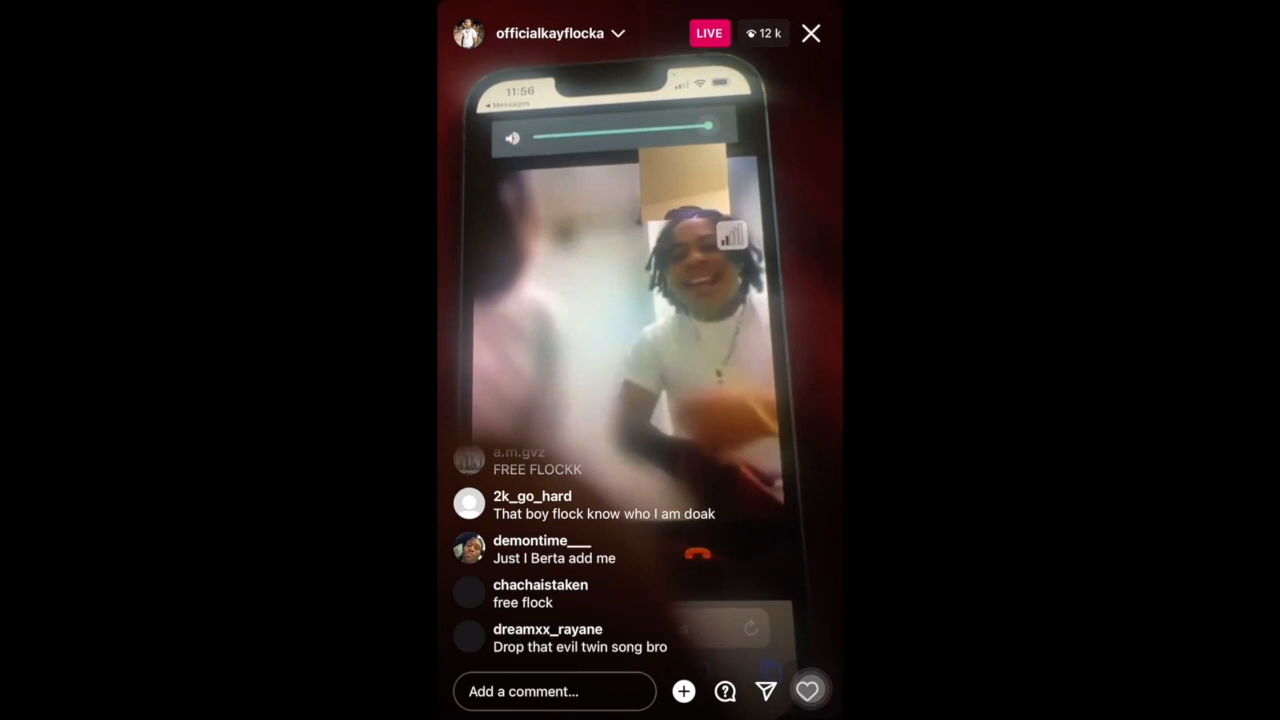 officialkayflocka
LIVE
12 k
11:56
Messages
a.m.gvz
FREE FLOCKK
2k_go_hard
That boy flock know who I am doak
demontime___
Just I Berta add me
chachaistaken
free flock
dreamxx_rayane
Drop that evil twin song bro
Add a comment...